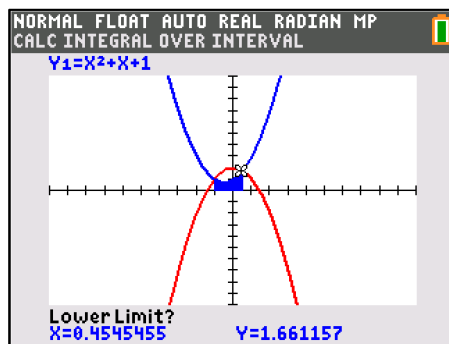 NORMAL FLOAT AUTO REAL RADIAN MP
CALC INTEGRAL OVER INTERVAL
Y₁=X²+X+1
Lower Limit?
X=0.4545455 Y=1.661157